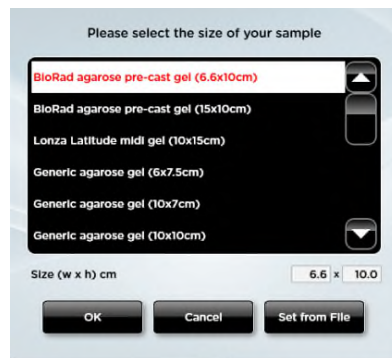 Please select the size of your sample
BioRad agarose pre-cast gel (6.6x10cm)
BioRad agarose pre-cast gel (15x10cm)
Lonza Latitude midi gel (10x15cm)
Generic agarose gel (6x7.5cm)
Generic agarose gel (10x7cm)
Generic agarose gel (10x10cm)
Size (w x h) cm 6.6 x 10.0
OK Cancel Set from File